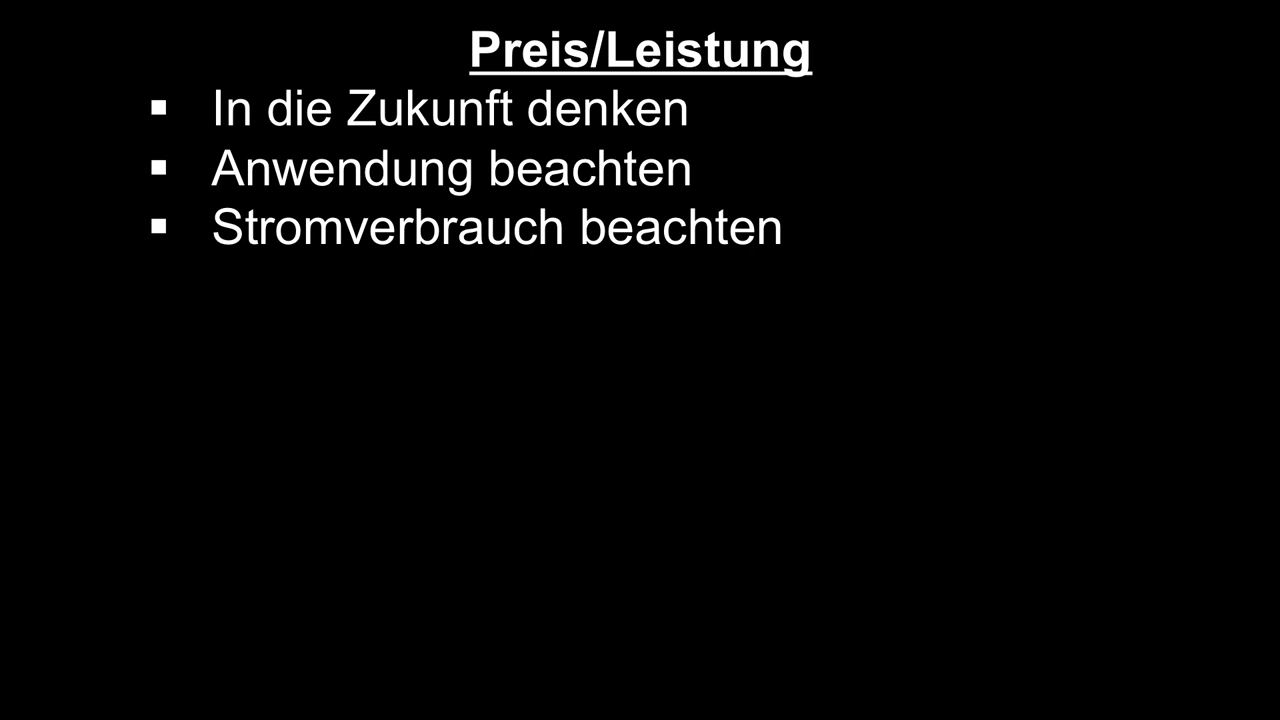 Preis/Leistung
▪ In die Zukunft denken
▪ Anwendung beachten
▪ Stromverbrauch beachten